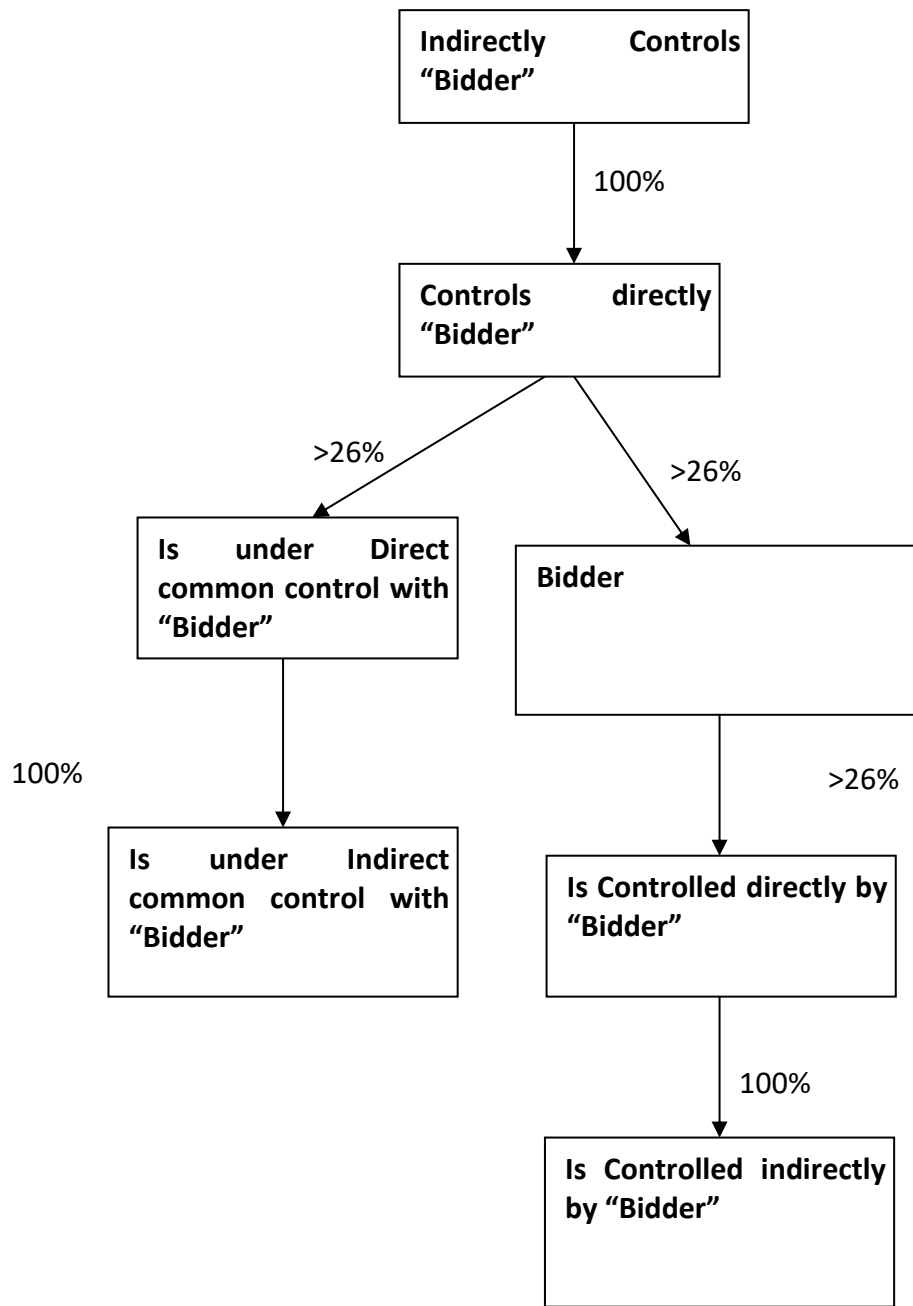 Indirectly Controls
“Bidder”
100%
Controls directly
“Bidder”
>26%
>26%
Is under Direct
common control with
“Bidder”
Bidder
100%
>26%
Is under Indirect
common control with
“Bidder”
Is Controlled directly by
“Bidder”
100%
Is Controlled indirectly
by “Bidder”